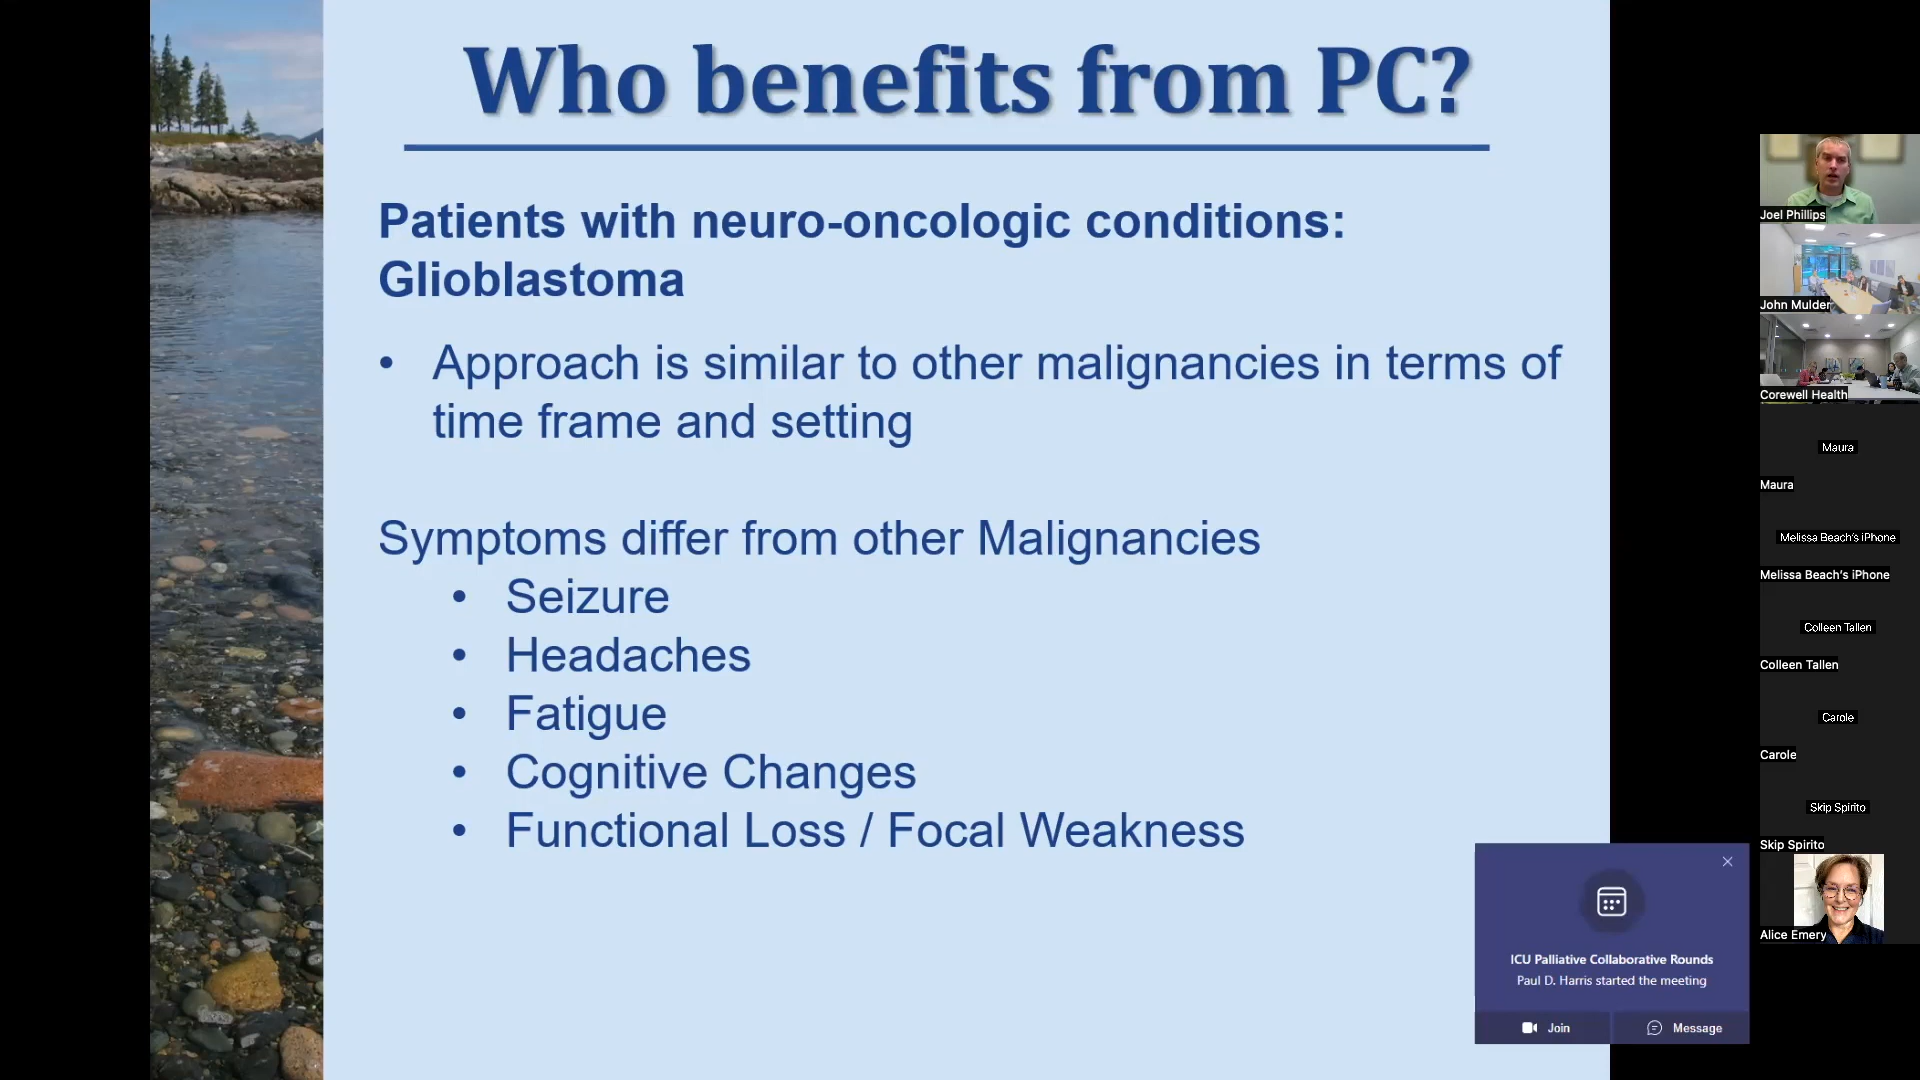 Who benefits from PC?
Patients with neuro-oncologic conditions:
Glioblastoma
• Approach is similar to other malignancies in terms of
time frame and setting
Symptoms differ from other Malignancies
• Seizure
• Headaches
• Fatigue
• Cognitive Changes
• Functional Loss / Focal Weakness
ICU Palliative Collaborative Rounds
Paul D. Harris started the meeting
Join
Message
Joel Phillips
John Mulder
Corewell Health
Maura
Maura
Melissa Beach's iPhone
Melissa Beach's iPhone
Colleen Tallen
Colleen Tallen
Carole
Carole
Skip Spirito
Skip Spirito
Alice Emery